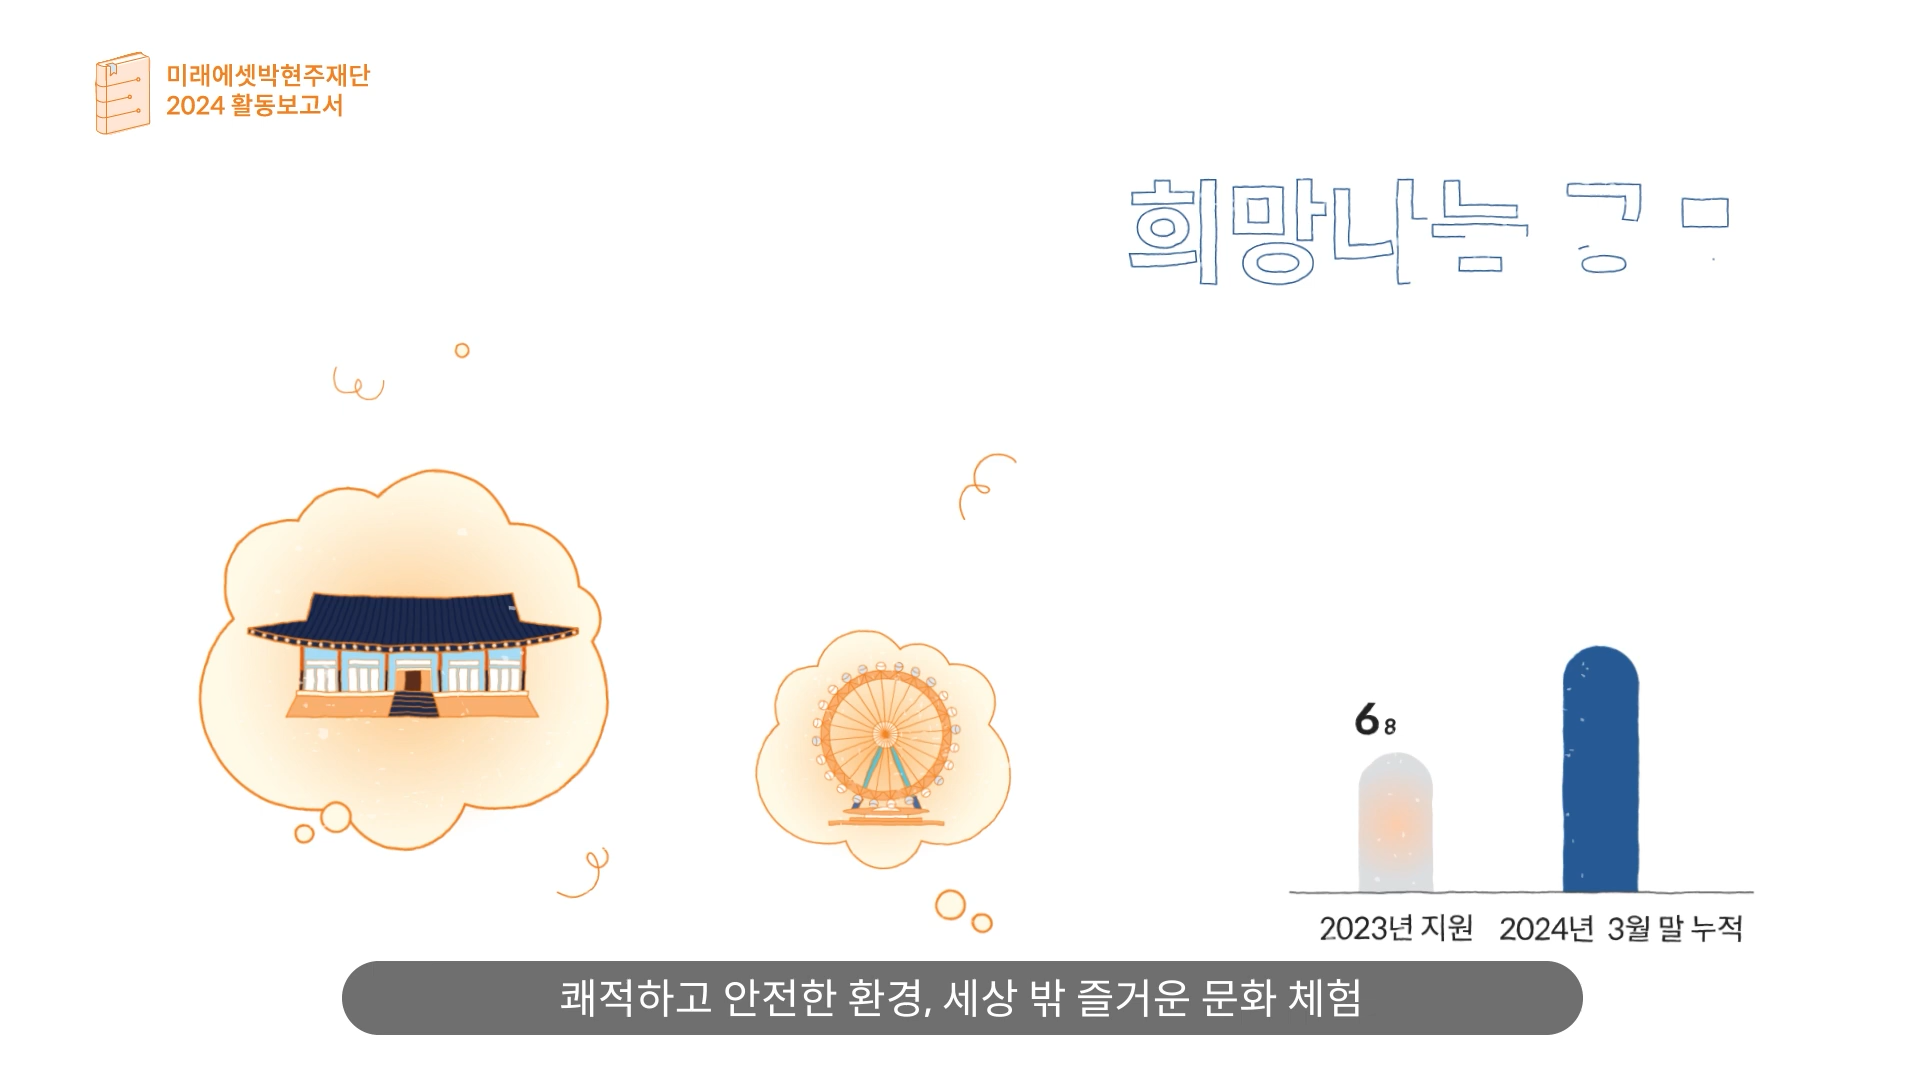 미래에셋박현주재단
2024 활동보고서
희망나눔
68
2023년 지원
2024년 3월 말 누적
쾌적하고 안전한 환경, 세상 밖 즐거운 문화 체험